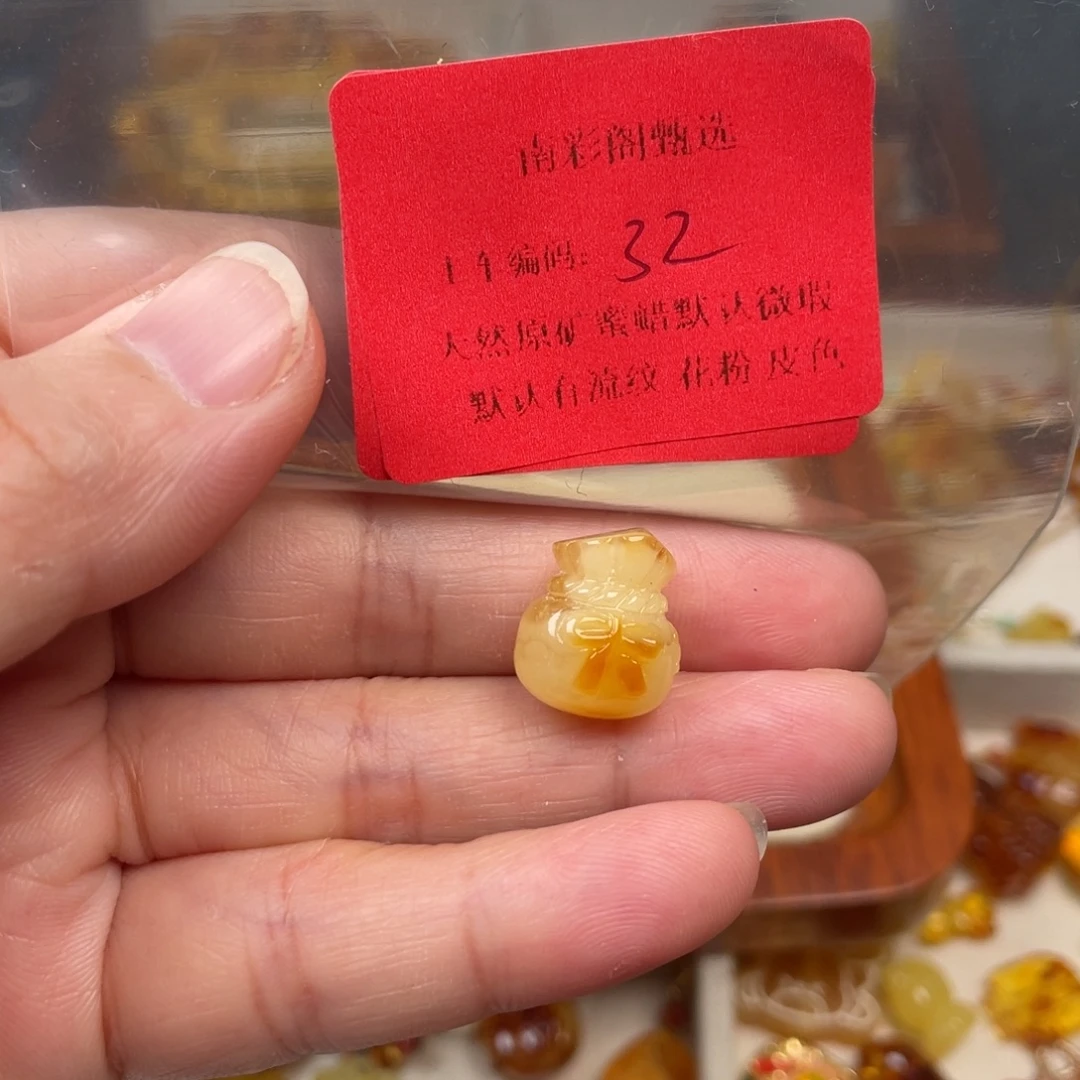 南彩阁甄选
下车编码: 32
天然原矿蜜蜡默认微瑕
默认有流纹 花粉 皮色